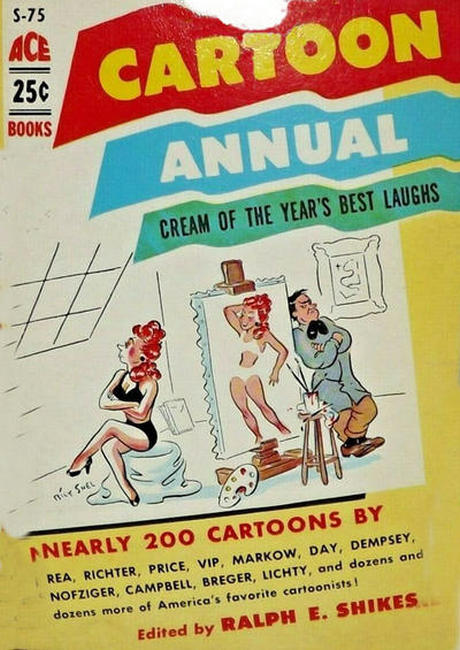 S-75
ACE
25¢
BOOKS
CARTOON
ANNUAL
CREAM OF THE YEAR'S BEST LAUGHS
NEARLY 200 CARTOONS BY
REA, RICHTER, PRICE, VIP, MARKOW, DAY, DEMPSEY,
NOFZIGER, CAMPBELL, BREGER, LICHTY, and dozens and
dozens more of America's favorite cartoonists!
Edited by RALPH E. SHIKES